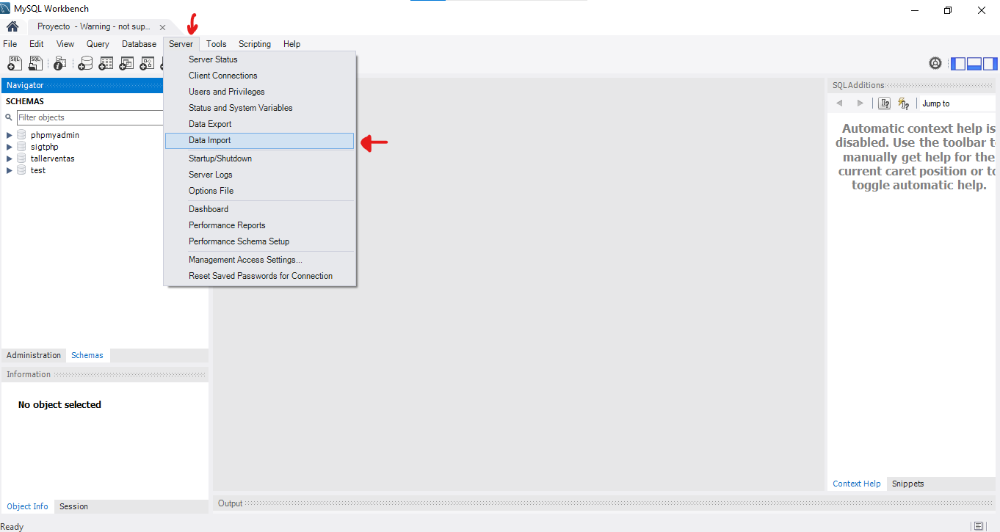 MySQL Workbench
Proyecto - Warning - not sup...
File Edit View Query Database Server Tools Scripting Help
Server Status
Client Connections
Users and Privileges
Status and System Variables
Data Export
Data Import
Startup/Shutdown
Server Logs
Options File
Dashboard
Performance Reports
Performance Schema Setup
Management Access Settings...
Reset Saved Passwords for Connection
Navigator
SCHEMAS
Filter objects
phpmyadmin
sigtphp
tallerventas
test
Administration Schemas
Information
No object selected
Object Info Session
Output
SQLAdditions
Jump to
Automatic context help is
disabled. Use the toolbar t
manually get help for the
current caret position or to
toggle automatic help.
Context Help Snippets
Ready